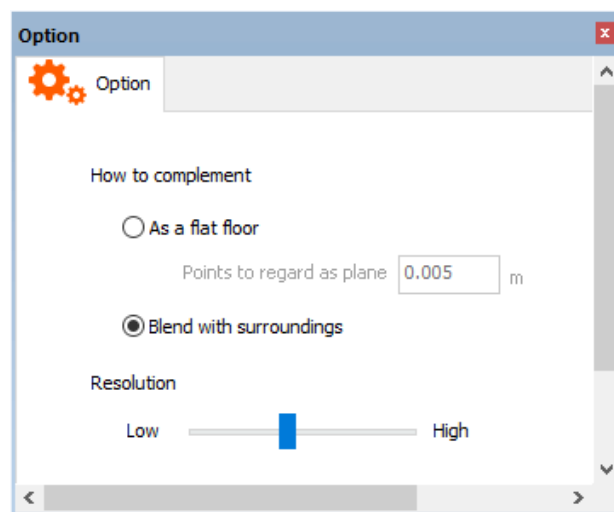 Option
Option
How to complement
As a flat floor
Points to regard as plane 0.005 m
Blend with surroundings
Resolution
Low High